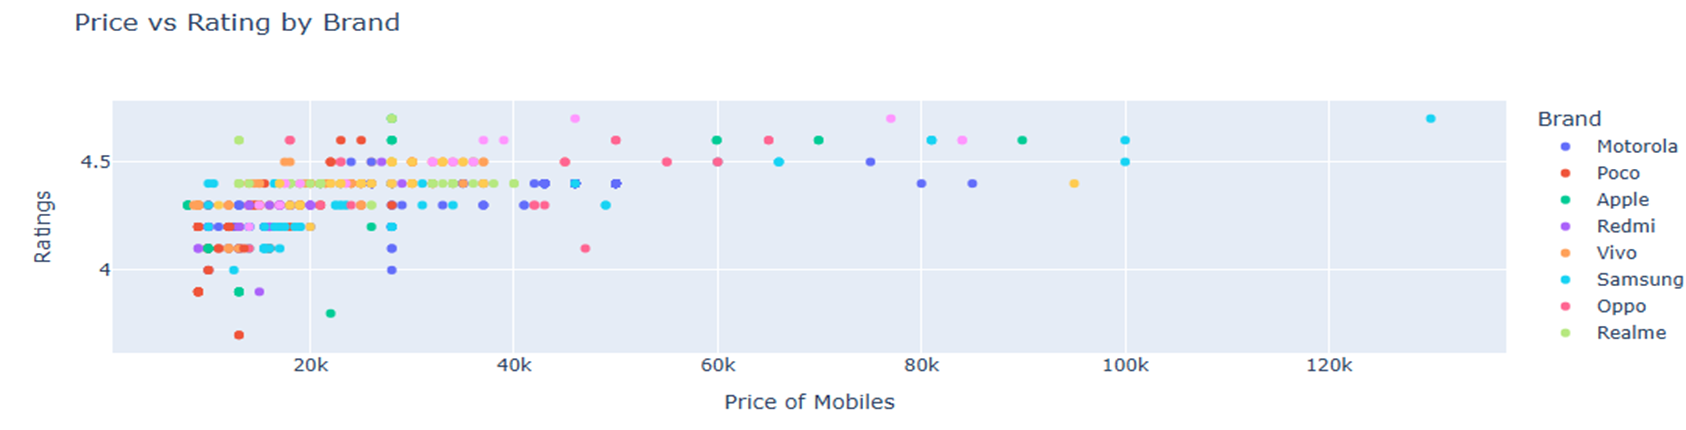 Price vs Rating by Brand
Ratings
4.5
4
20k 40k 60k 80k 100k 120k
Price of Mobiles
Brand
Motorola
Poco
Apple
Redmi
Vivo
Samsung
Oppo
Realme